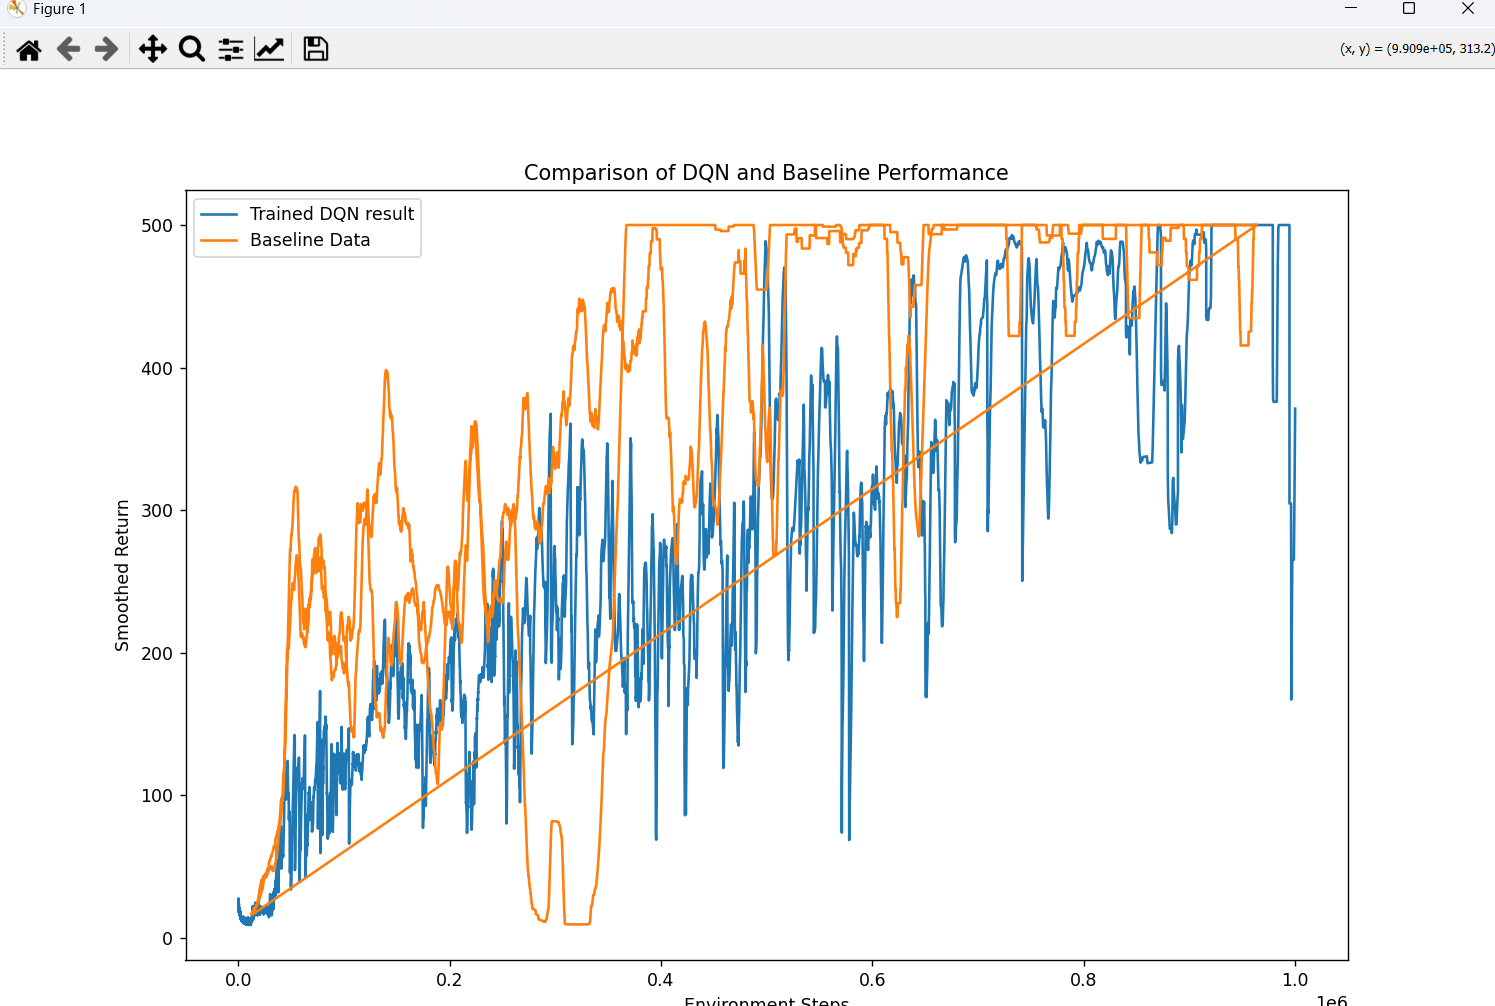 Figure 1
(x, y) = (9.909e+05, 313.2)
Comparison of DQN and Baseline Performance
Trained DQN result
Baseline Data
500
400
300
200
100
0
Smoothed Return
0.0
0.2
0.4
0.6
0.8
1.0
1e6
Environment Steps